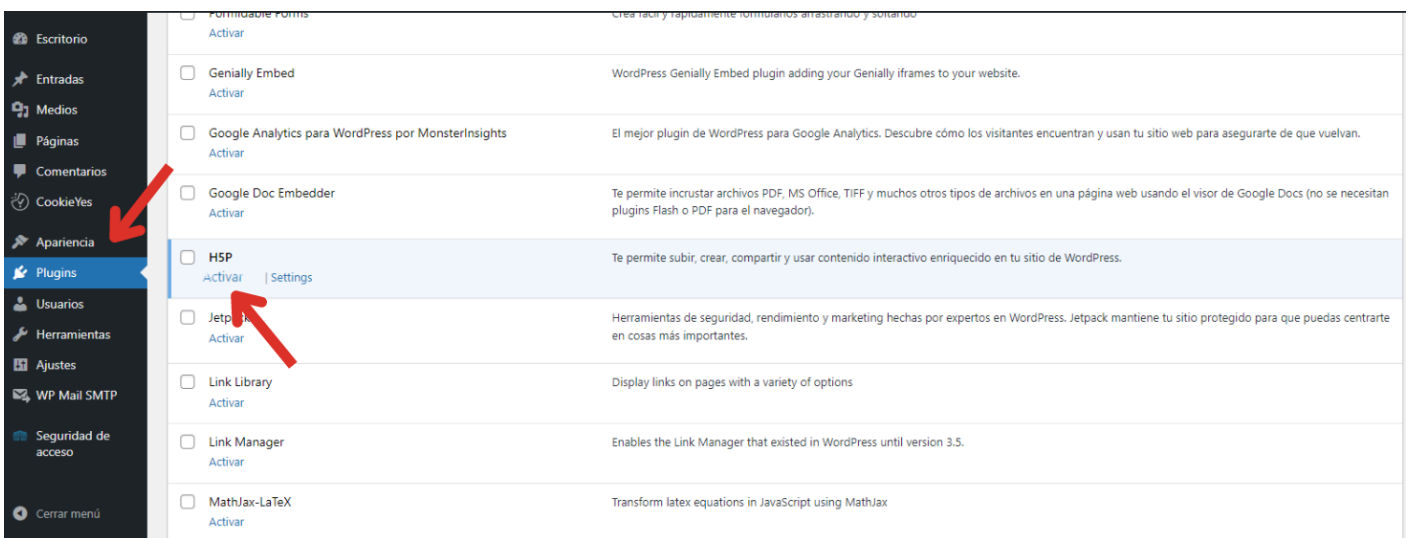 Escritorio
Entradas
Medios
Páginas
Comentarios
CookieYes
Apariencia
Plugins
Usuarios
Herramientas
Ajustes
WP Mail SMTP
Seguridad de
acceso
Cerrar menú
Formidable Forms
Crea fácil y rápidamente formularios arrastrando y soltando
Activar
Genially Embed
WordPress Genially Embed plugin adding your Genially iframes to your website.
Activar
Google Analytics para WordPress por MonsterInsights
El mejor plugin de WordPress para Google Analytics. Descubre cómo los visitantes encuentran y usan tu sitio web para asegurarte de que vuelvan.
Activar
Google Doc Embedder
Te permite incrustar archivos PDF, MS Office, TIFF y muchos otros tipos de archivos en una página web usando el visor de Google Docs (no se necesitan
plugins Flash o PDF para el navegador).
Activar
H5P
Te permite subir, crear, compartir y usar contenido interactivo enriquecido en tu sitio de WordPress.
Activar | Settings
Jetpack
Herramientas de seguridad, rendimiento y marketing hechas por expertos en WordPress. Jetpack mantiene tu sitio protegido para que puedas centrarte
en cosas más importantes.
Activar
Link Library
Display links on pages with a variety of options
Activar
Link Manager
Enables the Link Manager that existed in WordPress until version 3.5.
Activar
MathJax-LaTeX
Transform latex equations in JavaScript using MathJax
Activar